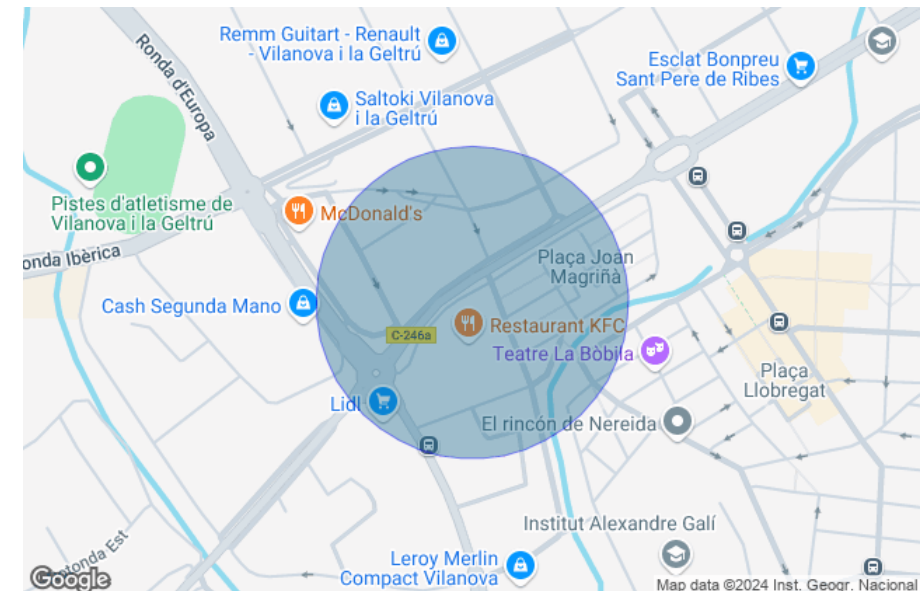 Remm Guitart - Renault
- Vilanova i la Geltrú
Esclat Bonpreu
Sant Pere de Ribes
Ronda d'Europa
Saltoki Vilanova
i la Geltrú
Pistes d'atletisme de
Vilanova i la Geltrú
McDonald's
onda Ibèrica
Plaça Joan
Magriñà
Cash Segunda Mano
Restaurant KFC
C-246a
Teatre La Bòbila
Plaça
Llobregat
Lidl
El rincón de Nereida
Institut Alexandre Galí
otonda Est
Leroy Merlin
Compact Vilanova
Google
Map data ©2024 Inst. Geogr. Nacional